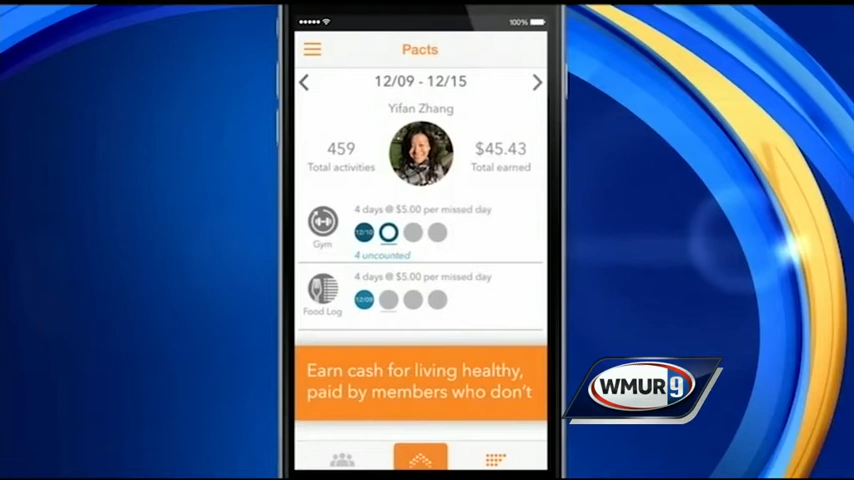 100%
Pacts
12/09 - 12/15
Yifan Zhang
459
Total activities
$45.43
Total earned
4 days @ $5.00 per missed day
Gym
12/10
4 uncounted
4 days @ $5.00 per missed day
Food Log
12/09
Earn cash for living healthy,
paid by members who don't
WMUR 9